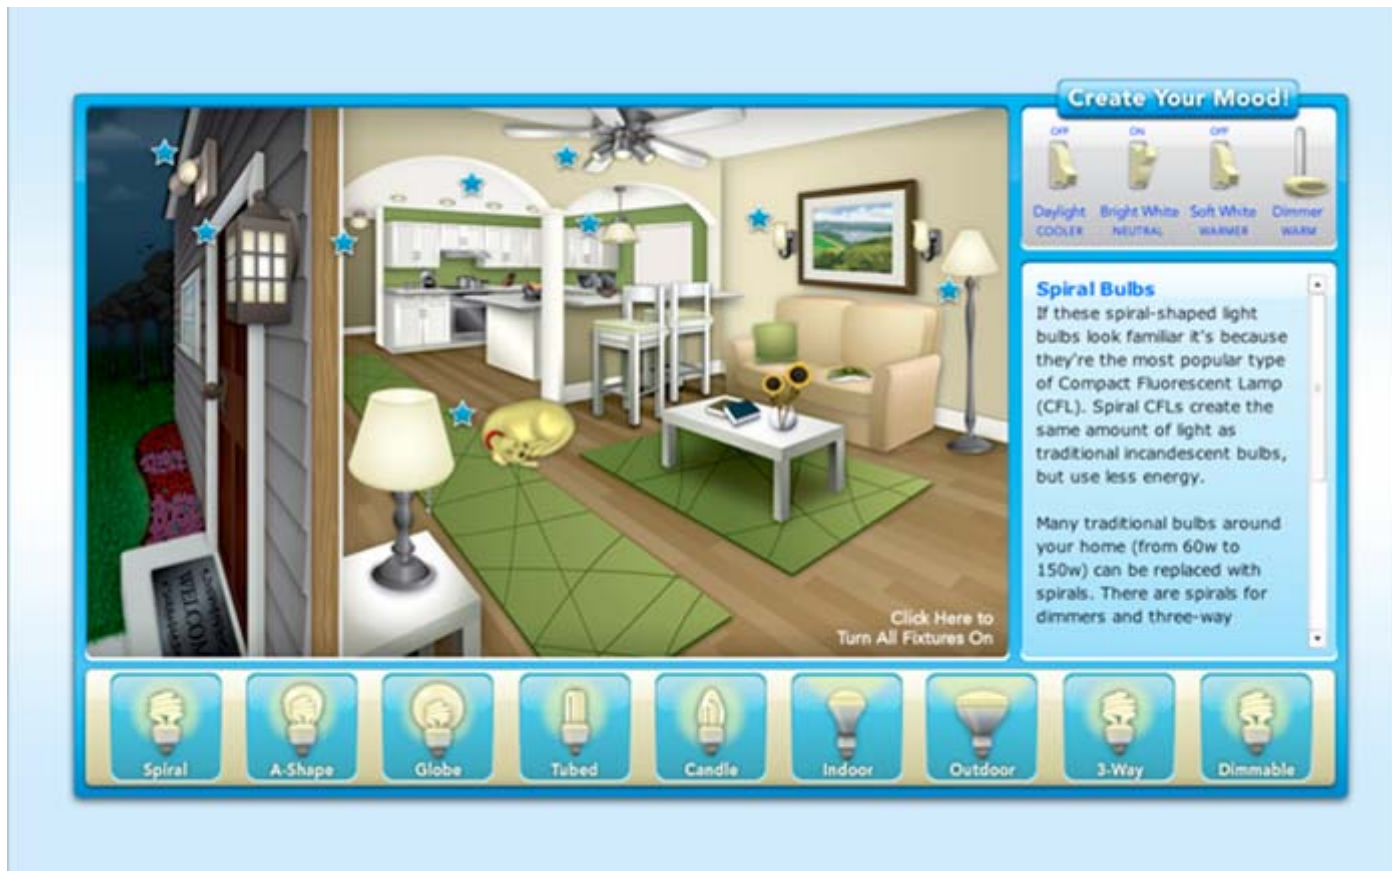 Create Your Mood!
OFF
ON
OFF
Daylight
Bright White
Soft White
Dimmer
COOLER
NEUTRAL
WARMER
WARM
Spiral Bulbs
If these spiral-shaped light
bulbs look familiar it's because
they're the most popular type
of Compact Fluorescent Lamp
(CFL). Spiral CFLs create the
same amount of light as
traditional incandescent bulbs,
but use less energy.
Many traditional bulbs around
your home (from 60w to
150w) can be replaced with
spirals. There are spirals for
dimmers and three-way
WELCOM
Click Here to
Turn All Fixtures On
Spiral
A-Shape
Globe
Tubed
Candle
Indoor
Outdoor
3-Way
Dimmable